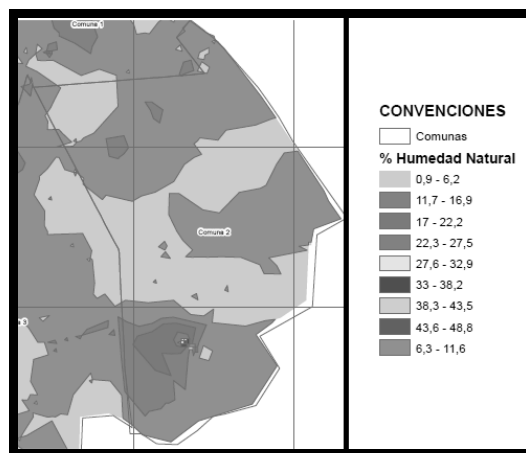 Comuna 1
Comuna 2
3
CONVENCIONES
Comunas
% Humedad Natural
0,9 - 6,2
11,7 - 16,9
17 - 22,2
22,3 - 27,5
27,6 - 32,9
33 - 38,2
38,3 - 43,5
43,6 - 48,8
6,3 - 11,6